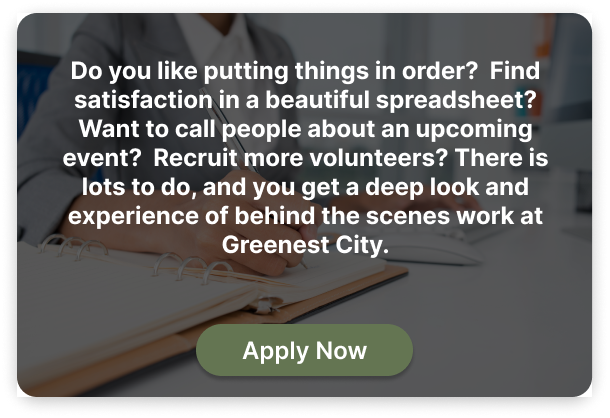 Do you like putting things in order?  Find
satisfaction in a beautiful spreadsheet?
Want to call people about an upcoming
event?  Recruit more volunteers? There is
lots to do, and you get a deep look and
experience of behind the scenes work at
Greenest City.
Apply Now